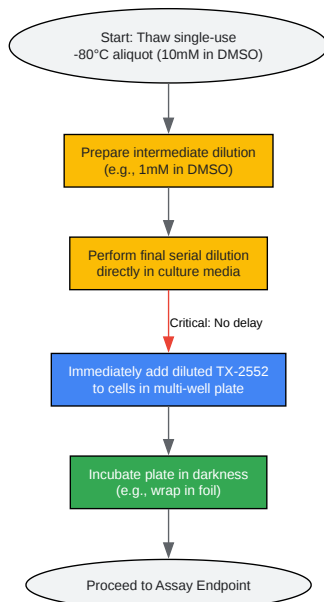 Start: Thaw single-use
-80°C aliquot (10mM in DMSO)
Prepare intermediate dilution
(e.g., 1mM in DMSO)
Perform final serial dilution
directly in culture media
Critical: No delay
Immediately add diluted TX-2552
to cells in multi-well plate
Incubate plate in darkness
(e.g., wrap in foil)
Proceed to Assay Endpoint